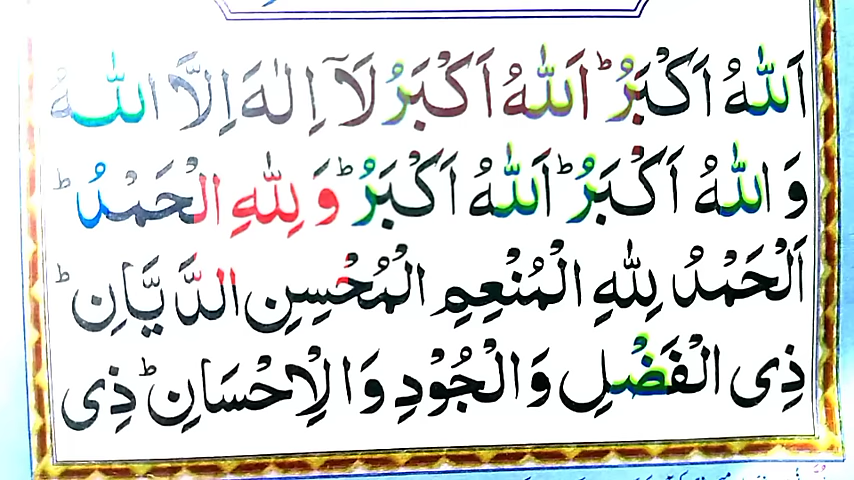 اَللّٰهُ اَكْبَرُ ؕ اَللّٰهُ اَكْبَرُ لَآ اِلٰهَ اِلَّا اللّٰهُ
وَ اللّٰهُ اَكْبَرُ ؕ اَللّٰهُ اَكْبَرُ ؕ وَ لِلّٰهِ الْحَمْدُ ؕ
اَلْحَمْدُ لِلّٰهِ الْمُنْعِمِ الْمُحْسِنِ الدَّيَّانِ ؕ
ذِى الْفَضْلِ وَ الْجُوْدِ وَ الْاِحْسَانِ ؕ ذِى